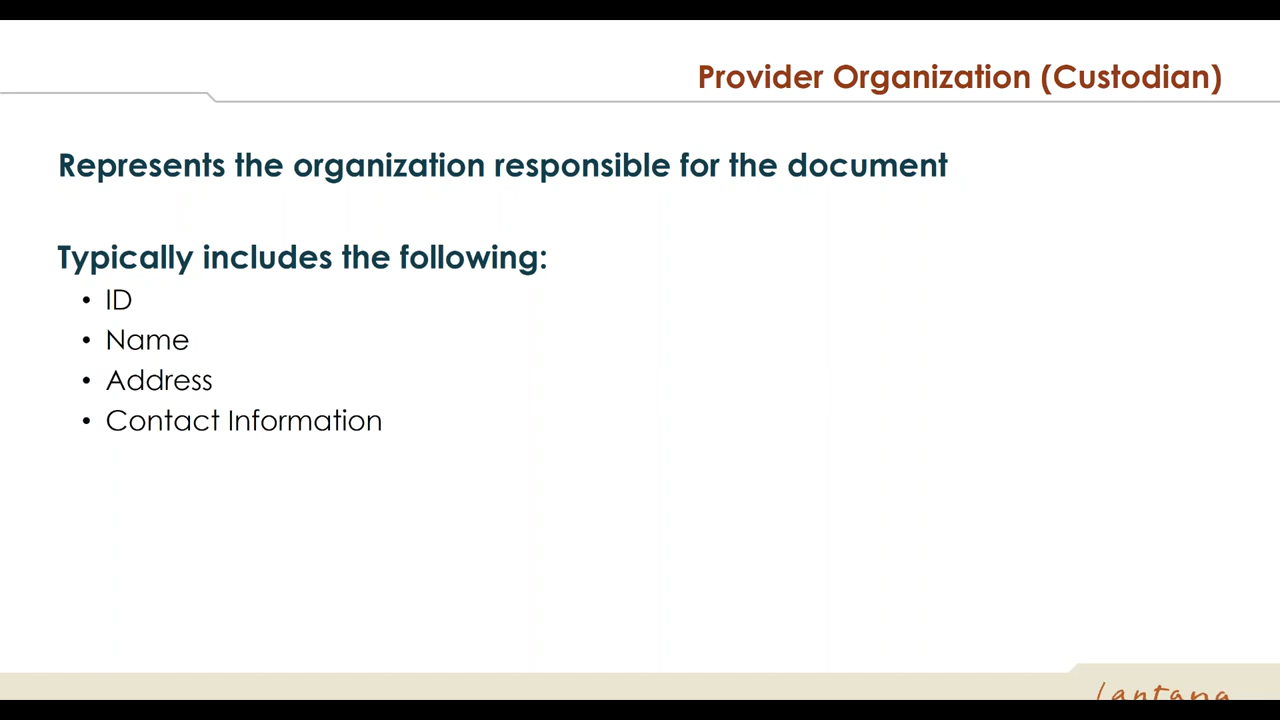 Provider Organization (Custodian)
Represents the organization responsible for the document
Typically includes the following:
• ID
• Name
• Address
• Contact Information
Lantana